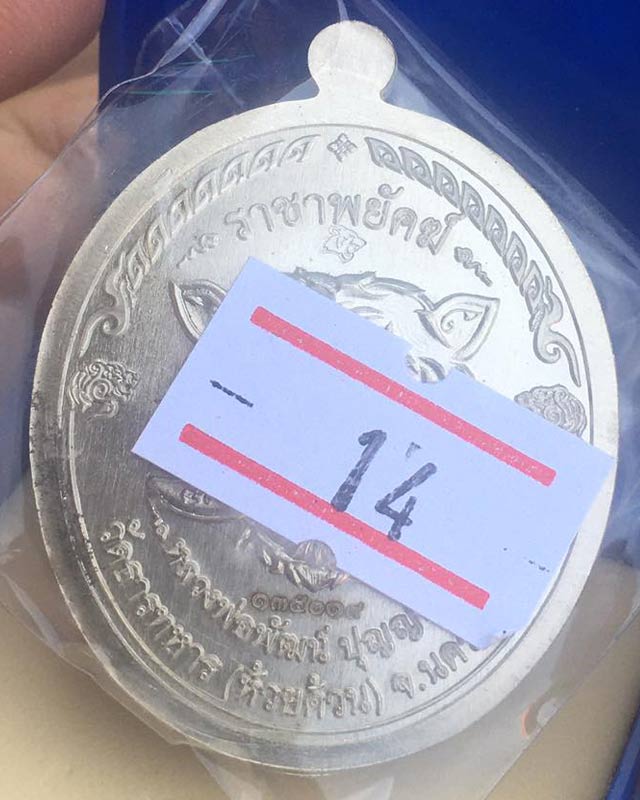 ราชาพยัคฆ์
14
๑๓๕๐๑๙
หลวงพ่อพัฒน์ ปุญญ
วัดธารทหาร (ห้วยด้วน) จ.นคร